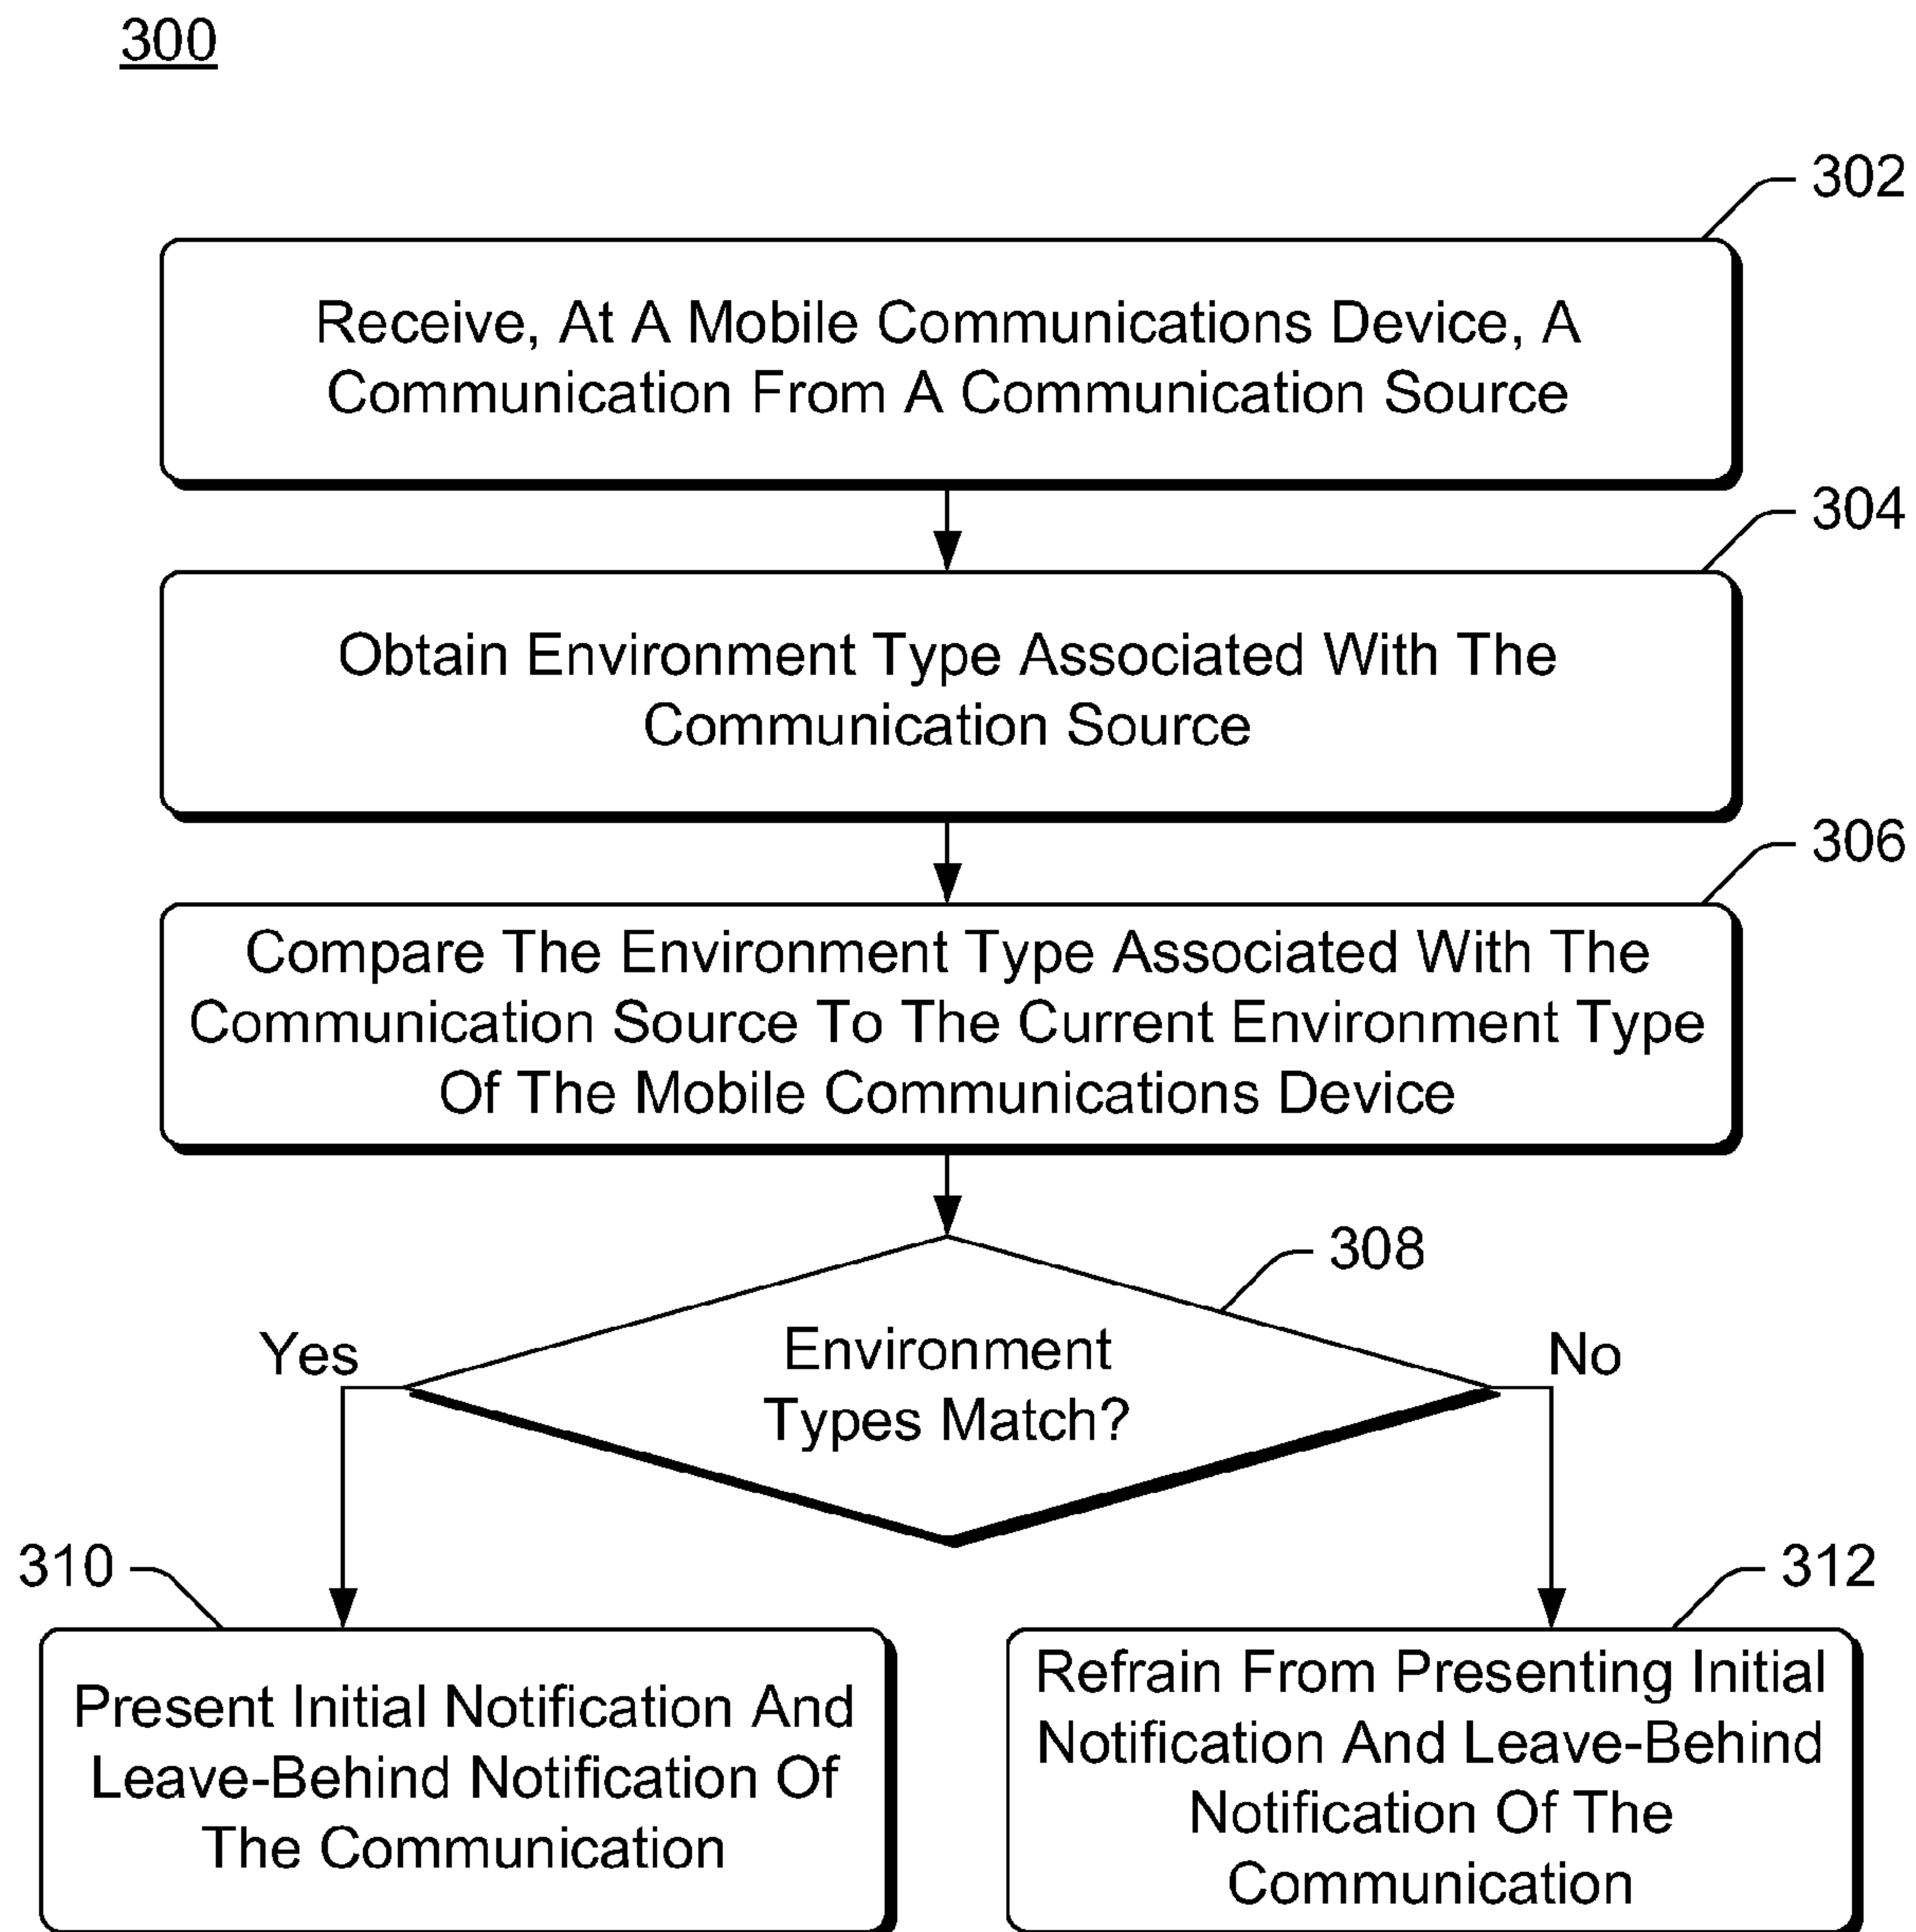 300
302
Receive, At A Mobile Communications Device, A
Communication From A Communication Source
304
Obtain Environment Type Associated With The
Communication Source
306
Compare The Environment Type Associated With The
Communication Source To The Current Environment Type
Of The Mobile Communications Device
308
Environment
Types Match?
Yes
No
310
Present Initial Notification And
Leave-Behind Notification Of
The Communication
312
Refrain From Presenting Initial
Notification And Leave-Behind
Notification Of The
Communication